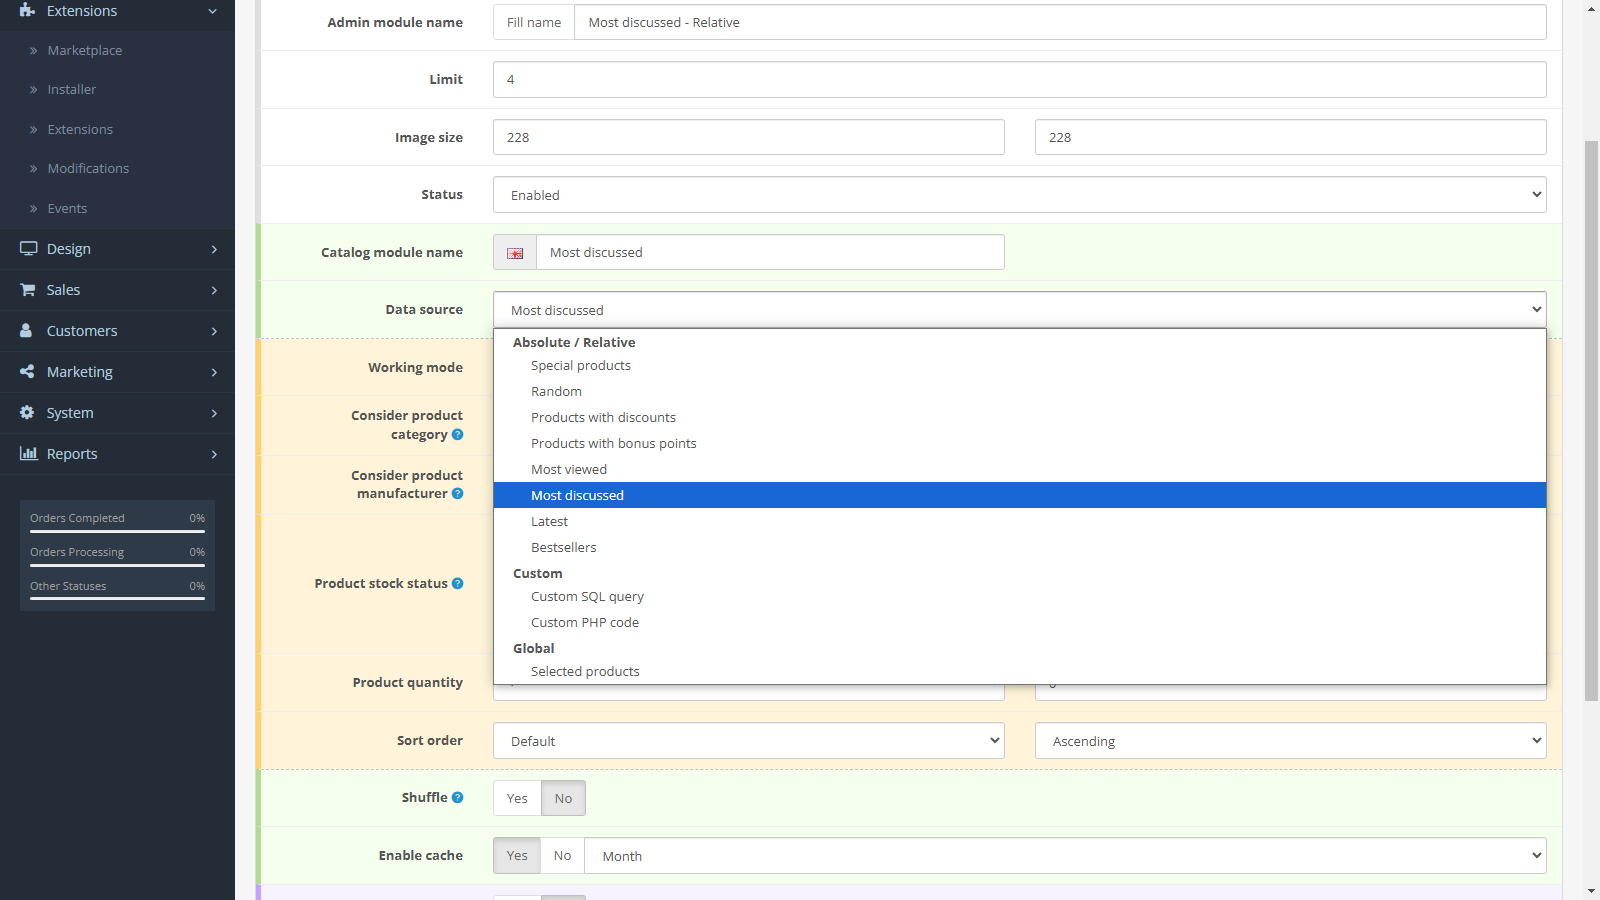 Extensions
Marketplace
Installer
Extensions
Modifications
Events
Design
Sales
Customers
Marketing
System
Reports
Orders Completed 0%
Orders Processing 0%
Other Statuses 0%
Admin module name Fill name Most discussed - Relative
Limit 4
Image size 228 228
Status Enabled
Catalog module name Most discussed
Data source Most discussed
Absolute / Relative
Special products
Random
Products with discounts
Products with bonus points
Most viewed
Most discussed
Latest
Bestsellers
Custom
Custom SQL query
Custom PHP code
Global
Selected products
Working mode
Consider product
category
Consider product
manufacturer
Product stock status
Product quantity
Sort order Default Ascending
Shuffle Yes No
Enable cache Yes No Month